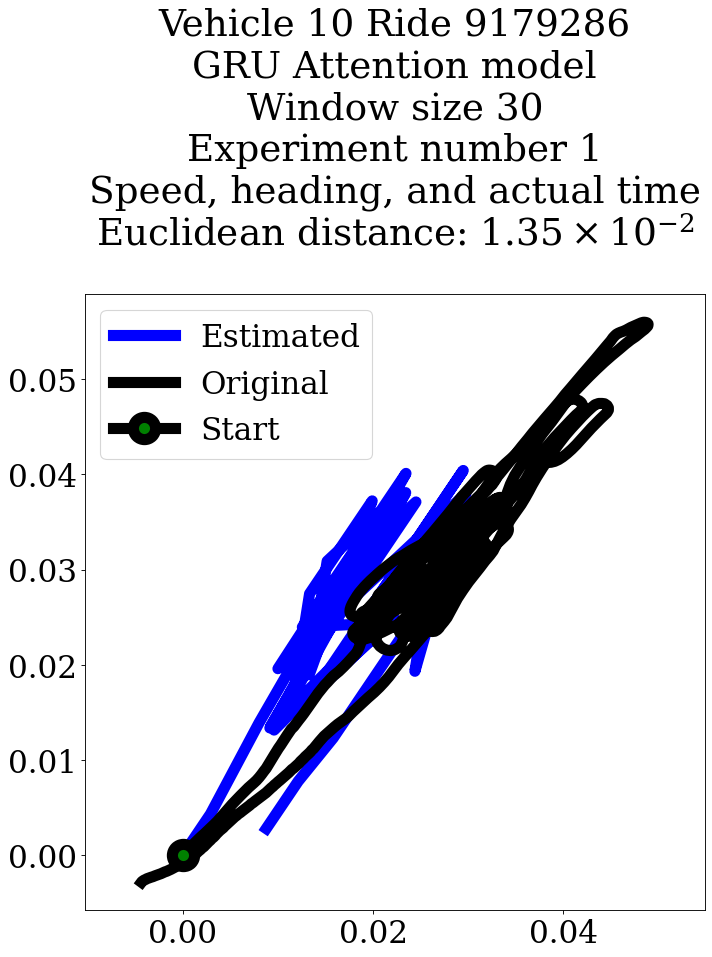 Vehicle 10 Ride 9179286
GRU Attention model
Window size 30
Experiment number 1
Speed, heading, and actual time
Euclidean distance: 1.35 × 10⁻²
Estimated
Original
Start
0.05
0.04
0.03
0.02
0.01
0.00
0.00 0.02 0.04